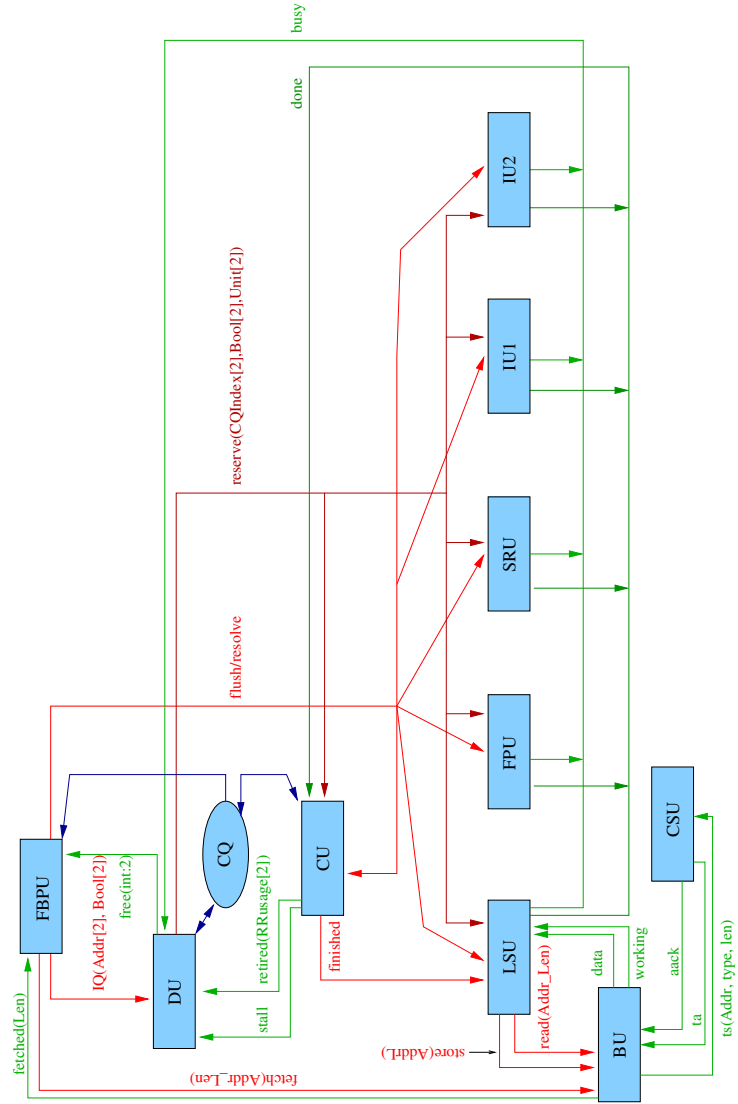 busy
done
IU2
reserve(CQIndex[2],Bool[2],Unit[2])
IU1
SRU
flush/resolve
FPU
CSU
FBPU
CQ
CU
IQ(Addr[2], Bool[2])
free(int:2)
retired(RRusage[2])
finished
DU
stall
fetched(Len)
fetch(Addr_Len)
LSU
read(Addr_Len)
store(AddrL)
data
working
aack
ta
ts(Addr, type, len)
BU